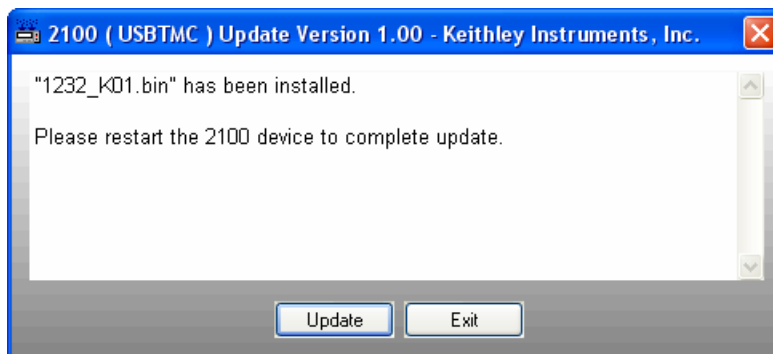 2100 ( USBTMC ) Update Version 1.00 - Keithley Instruments, Inc.
"1232_K01.bin" has been installed.
Please restart the 2100 device to complete update.
Update
Exit